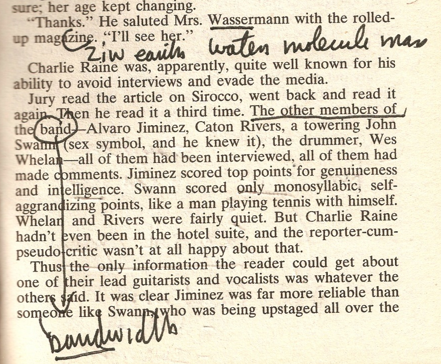 sure; her age kept changing.
"Thanks." He saluted Mrs. Wassermann with the rolled-
up magazine. "I'll see her."
ziw earths water molecule mass
Charlie Raine was, apparently, quite well known for his
ability to avoid interviews and evade the media.
Jury read the article on Sirocco, went back and read it
again. Then he read it a third time. The other members of
the band—Alvaro Jiminez, Caton Rivers, a towering John
Swann (sex symbol, and he knew it), the drummer, Wes
Whelan—all of them had been interviewed, all of them had
made comments. Jiminez scored top points for genuineness
and intelligence. Swann scored only monosyllabic, self-
aggrandizing points, like a man playing tennis with himself.
Whelan and Rivers were fairly quiet. But Charlie Raine
hadn't even been in the hotel suite, and the reporter-cum-
pseudo-critic wasn't at all happy about that.
Thus the only information the reader could get about
one of their lead guitarists and vocalists was whatever the
others said. It was clear Jiminez was far more reliable than
someone like Swann, who was being upstaged all over the
bandwidth